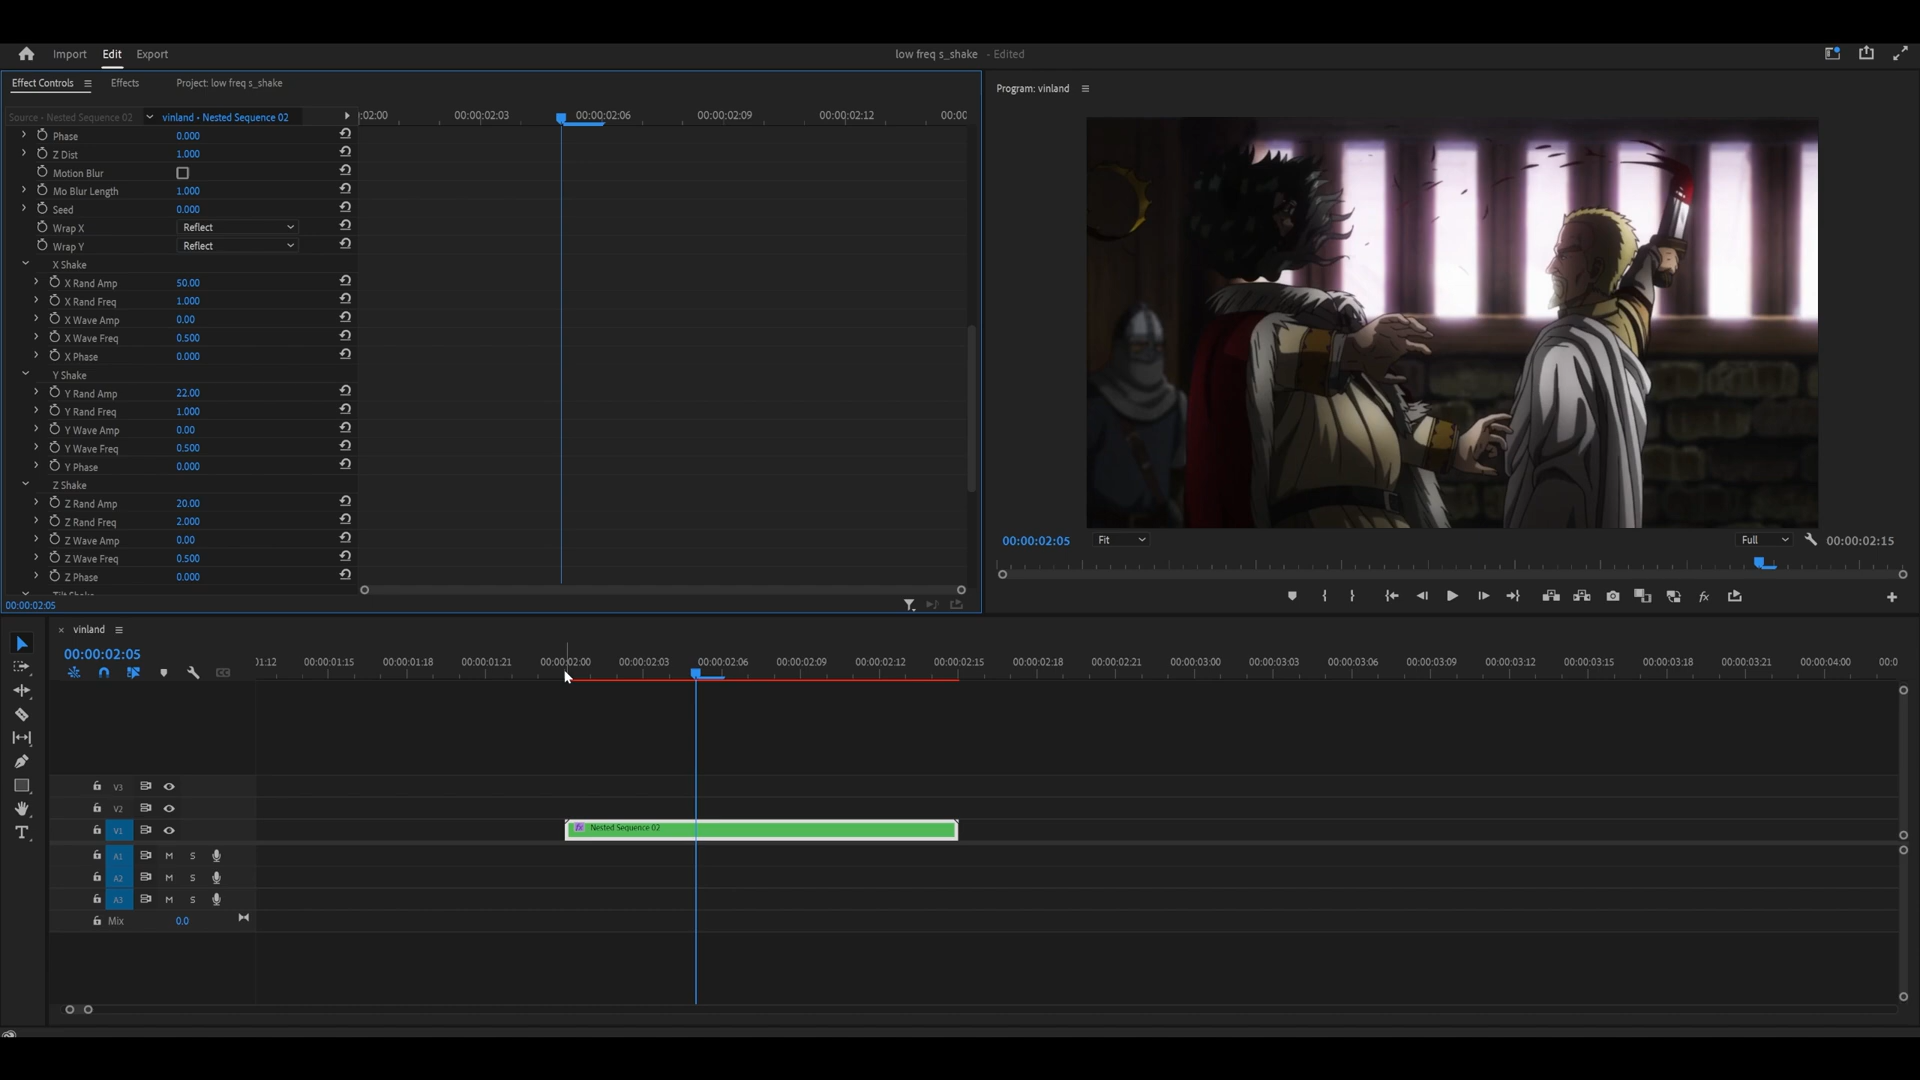 Import Edit Export low freq s_shake - Edited
Effect Controls Effects Project: low freq s_shake
Program: vinland
Source - Nested Sequence 02 vinland - Nested Sequence 02
:02:00 00:00:02:03 00:00:02:06 00:00:02:09 00:00:02:12 00:00
Phase 0.000
Z Dist 1.000
Motion Blur
Mo Blur Length 1.000
Seed 0.000
Wrap X Reflect
Wrap Y Reflect
X Shake
X Rand Amp 50.00
X Rand Freq 1.000
X Wave Amp 0.00
X Wave Freq 0.500
X Phase 0.000
Y Shake
Y Rand Amp 22.00
Y Rand Freq 1.000
Y Wave Amp 0.00
Y Wave Freq 0.500
Y Phase 0.000
Z Shake
Z Rand Amp 20.00
Z Rand Freq 2.000
Z Wave Amp 0.00
Z Wave Freq 0.500
Z Phase 0.000
00:00:02:05
00:00:02:05 Fit Full 00:00:02:15
vinland
00:00:02:05
01:12 00:00:01:15 00:00:01:18 00:00:01:21 00:00:02:00 00:00:02:03 00:00:02:06 00:00:02:09 00:00:02:12 00:00:02:15 00:00:02:18 00:00:02:21 00:00:03:00 00:00:03:03 00:00:03:06 00:00:03:09 00:00:03:12 00:00:03:15 00:00:03:18 00:00:03:21 00:00:04:00 00:0
V3
V2
V1 fx Nested Sequence 02
A1 M S
A2 M S
A3 M S
Mix 0.0